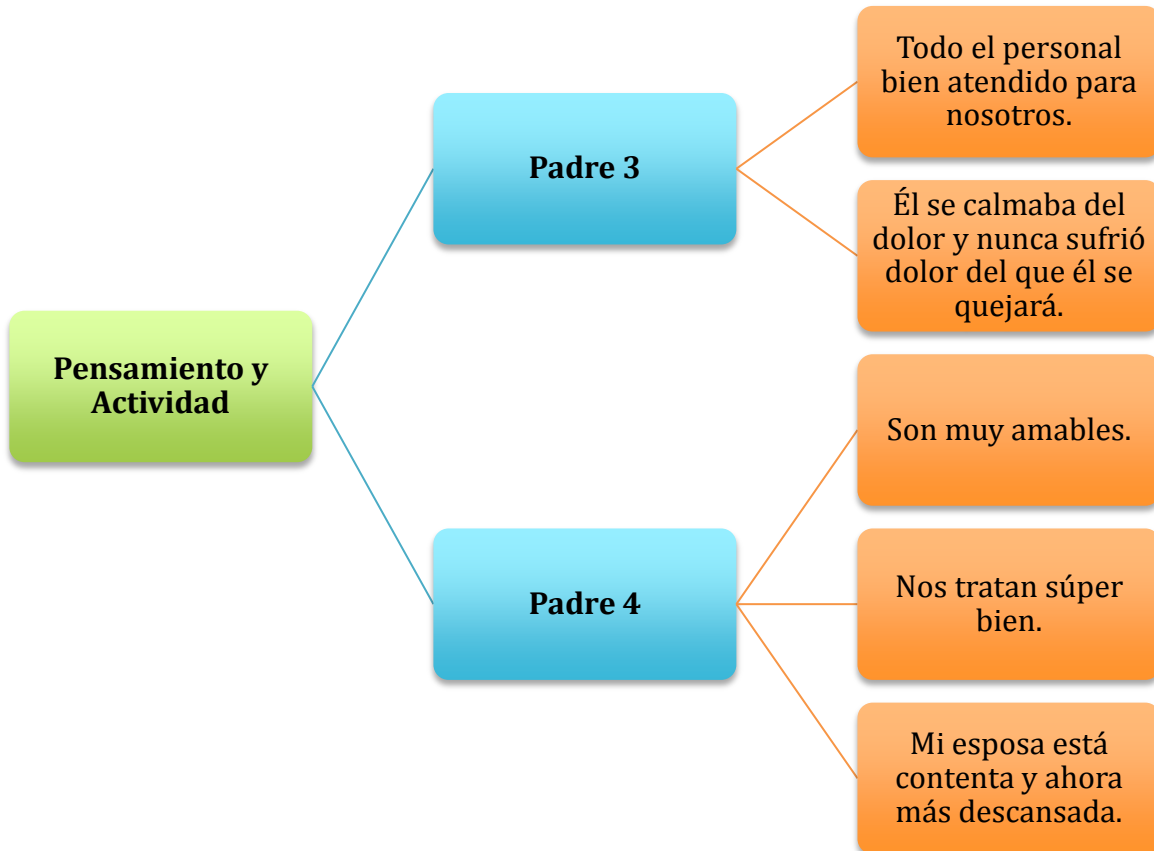 Pensamiento y
Actividad
Padre 3
Todo el personal
bien atendido para
nosotros.
Él se calmaba del
dolor y nunca sufrió
dolor del que él se
quejará.
Padre 4
Son muy amables.
Nos tratan súper
bien.
Mi esposa está
contenta y ahora
más descansada.